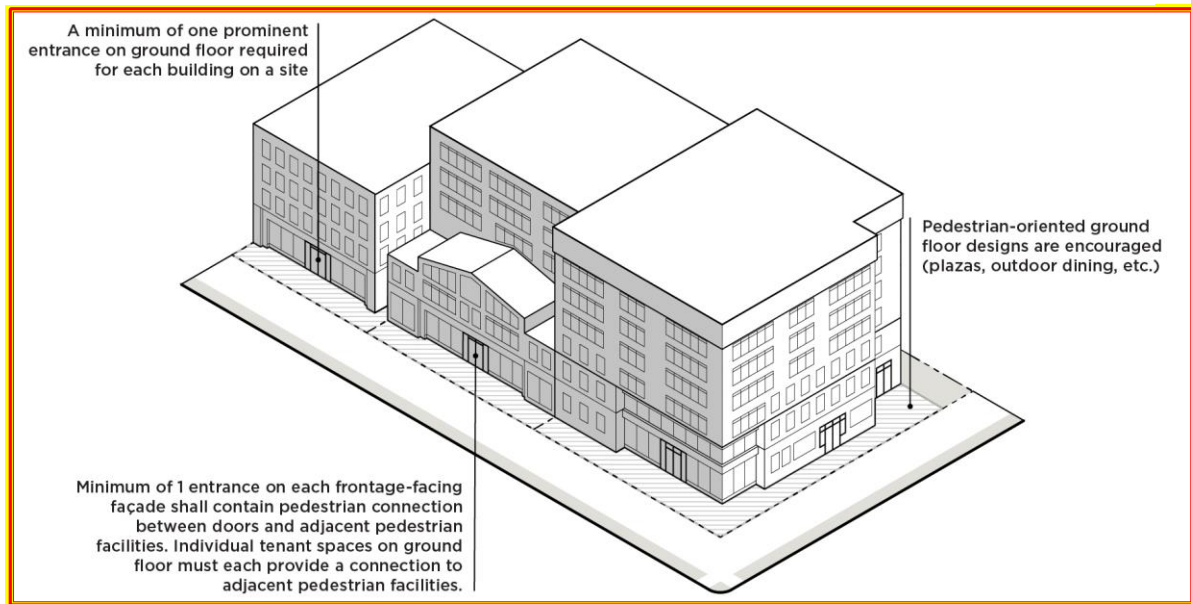 A minimum of one prominent
entrance on ground floor required
for each building on a site
Pedestrian-oriented ground
floor designs are encouraged
(plazas, outdoor dining, etc.)
Minimum of 1 entrance on each frontage-facing
façade shall contain pedestrian connection
between doors and adjacent pedestrian
facilities. Individual tenant spaces on ground
floor must each provide a connection to
adjacent pedestrian facilities.